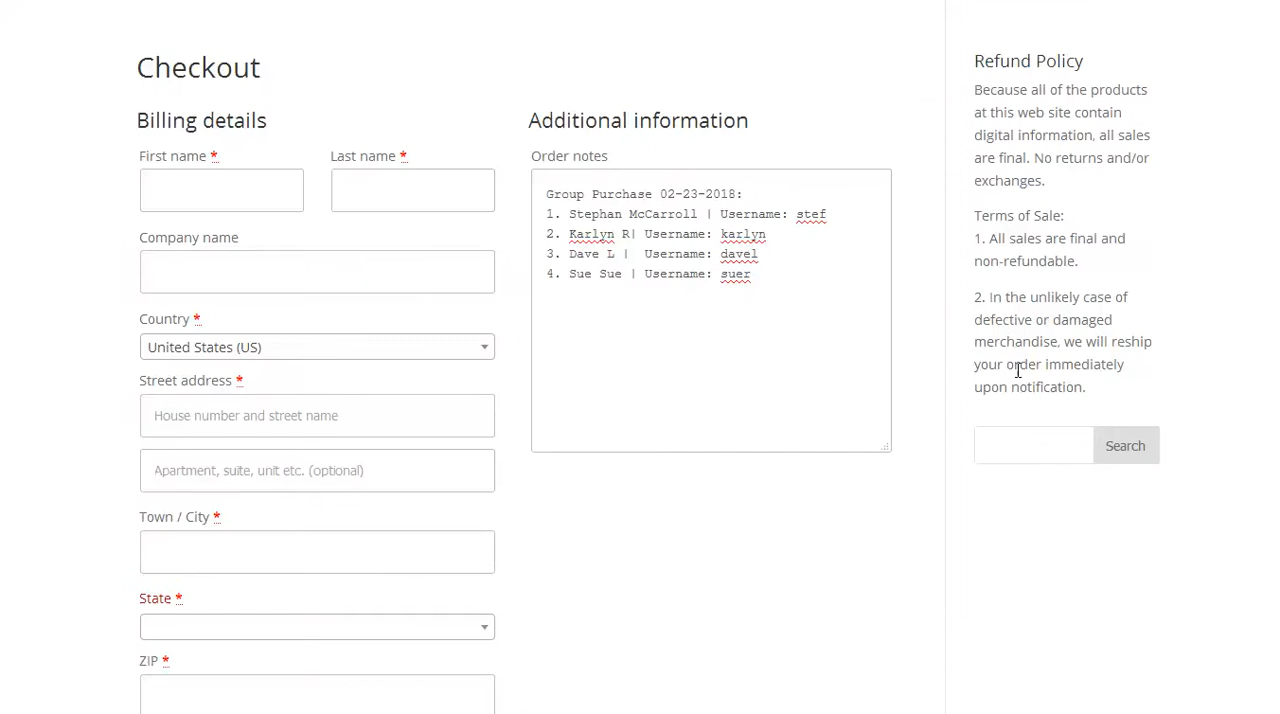 Checkout
Billing details
First name *
Last name *
Company name
Country *
United States (US)
Street address *
House number and street name
Apartment, suite, unit etc. (optional)
Town / City *
State *
ZIP *
Additional information
Order notes
Group Purchase 02-23-2018:
1. Stephan McCarroll | Username: stef
2. Karlyn R| Username: karlyn
3. Dave L |  Username: davel
4. Sue Sue | Username: suer
Refund Policy
Because all of the products
at this web site contain
digital information, all sales
are final. No returns and/or
exchanges.
Terms of Sale:
1. All sales are final and
non-refundable.
2. In the unlikely case of
defective or damaged
merchandise, we will reship
your order immediately
upon notification.
Search